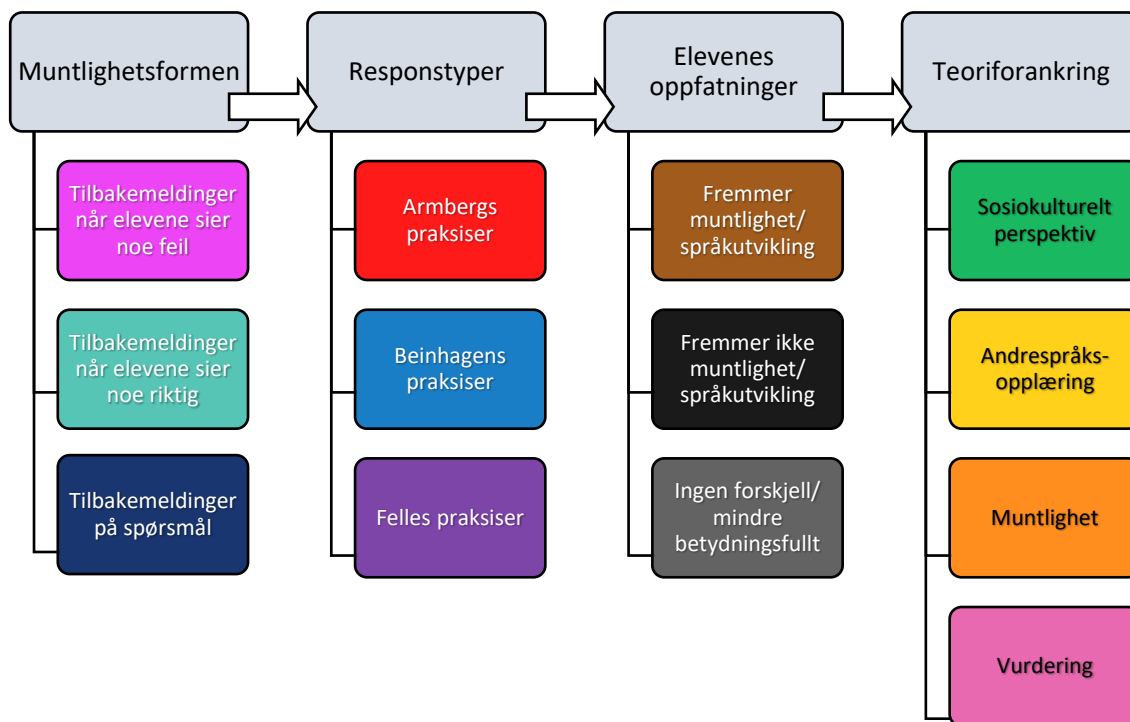 Muntlighetsformen
Tilbakemeldinger
når elevene sier
noe feil
Tilbakemeldinger
når elevene sier
noe riktig
Tilbakemeldinger
på spørsmål
Responstyper
Armbergs
praksiser
Beinhagens
praksiser
Felles praksiser
Elevenes
oppfatninger
Fremmer
muntlighet/
språkutvikling
Fremmer ikke
muntlighet/
språkutvikling
Ingen forskjell/
mindre
betydningsfullt
Teoriforankring
Sosiokulturelt
perspektiv
Andrespråks-
opplæring
Muntlighet
Vurdering